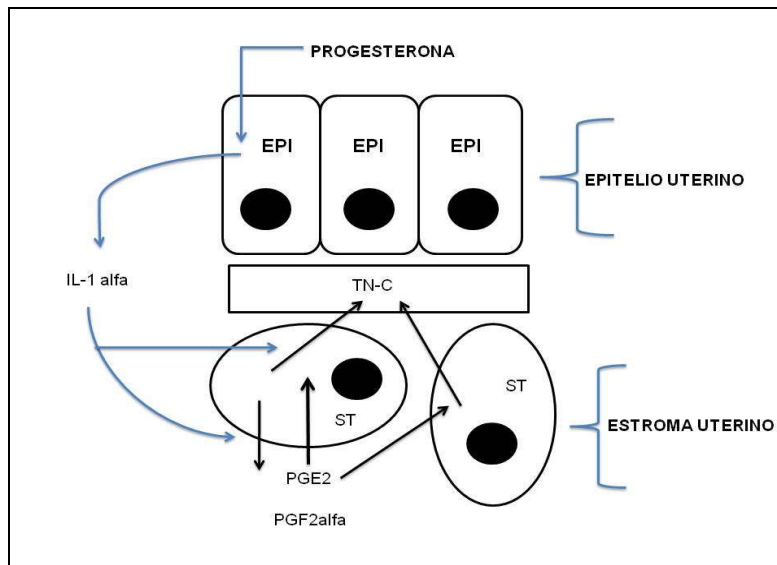 PROGESTERONA
EPI
EPI
EPI
EPITELIO UTERINO
IL-1 alfa
TN-C
ST
ST
ESTROMA UTERINO
PGE2
PGF2alfa